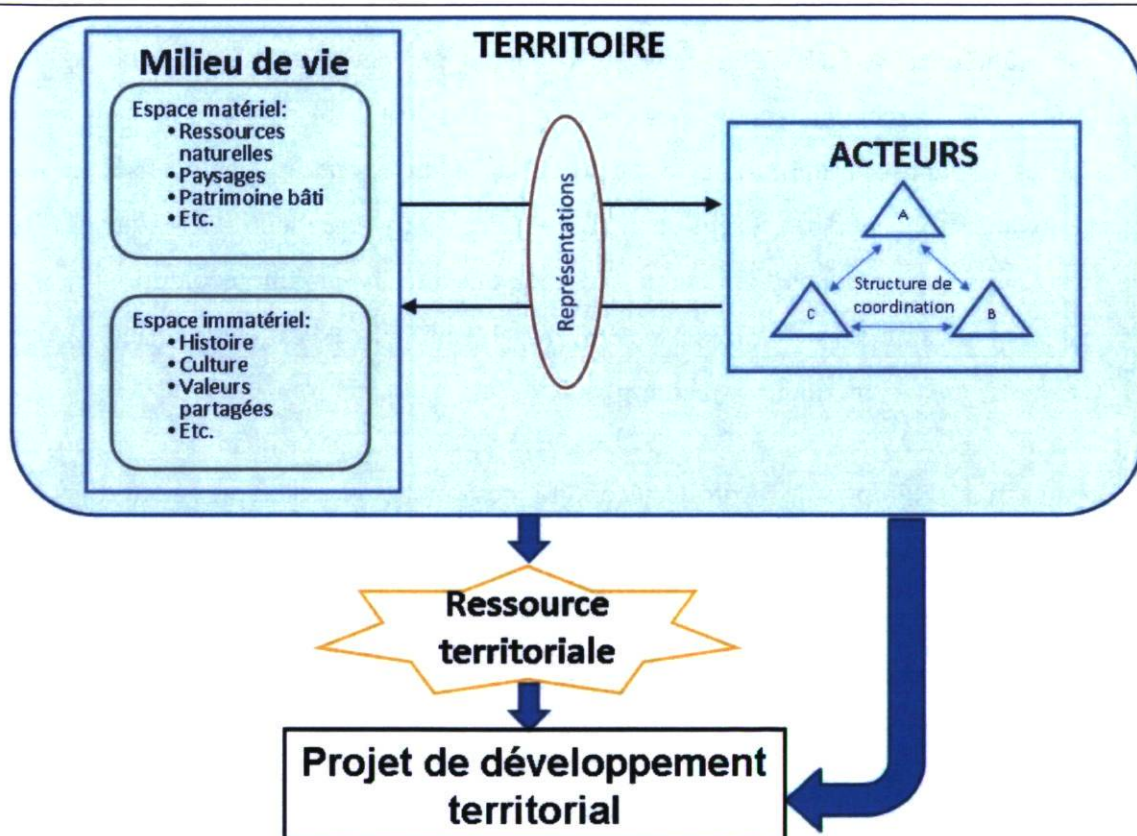 TERRITOIRE
Milieu de vie
Espace matériel:
• Ressources
naturelles
• Paysages
• Patrimoine bâti
• Etc.
Espace immatériel:
• Histoire
• Culture
• Valeurs
partagées
• Etc.
Représentations
ACTEURS
A
Structure de
coordination
C
B
Ressource
territoriale
Projet de développement
territorial